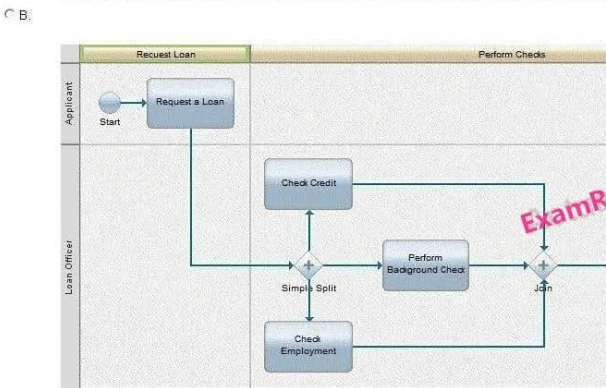 B.
Recuest Loan
Perform Checks
Applicant
Request a Loan
Start
Loan Officer
Check Credit
ExamR
Perform
Background Check
Simple Split
Join
Check
Employment